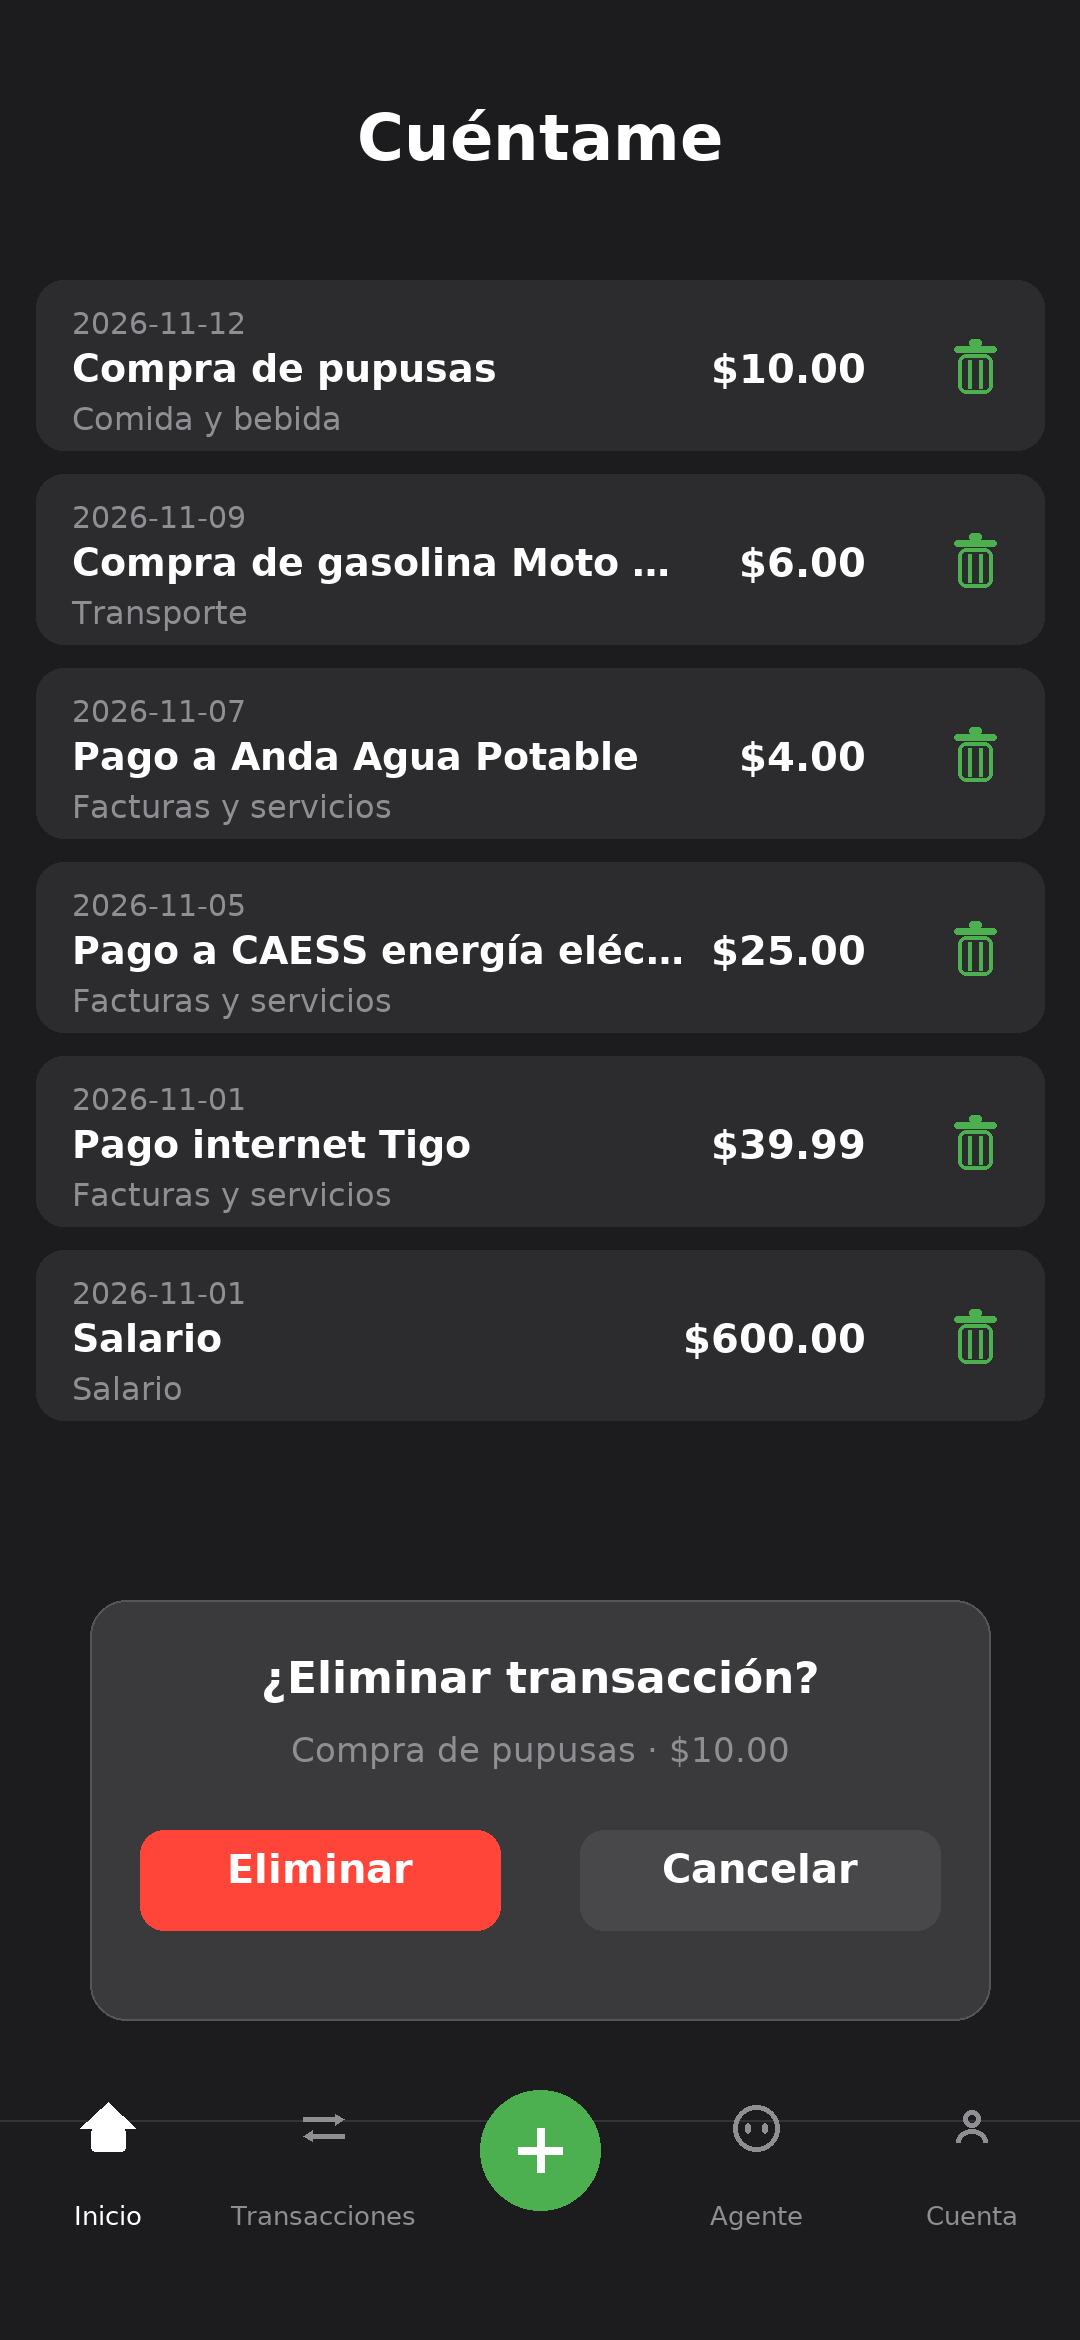 Cuéntame
2026-11-12
Compra de pupusas $10.00
Comida y bebida
2026-11-09
Compra de gasolina Moto ... $6.00
Transporte
2026-11-07
Pago a Anda Agua Potable $4.00
Facturas y servicios
2026-11-05
Pago a CAESS energía eléc... $25.00
Facturas y servicios
2026-11-01
Pago internet Tigo $39.99
Facturas y servicios
2026-11-01
Salario $600.00
Salario
¿Eliminar transacción?
Compra de pupusas · $10.00
Eliminar Cancelar
Inicio Transacciones Agente Cuenta